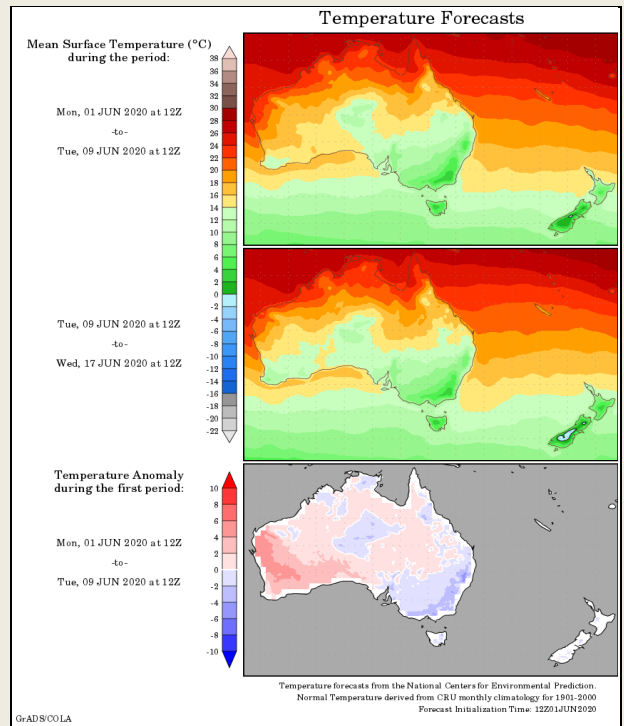 Temperature Forecasts
Mean Surface Temperature (°C)
during the period:
38
36
34
32
30
28
26
24
22
20
18
16
14
12
10
8
6
4
2
0
-2
-4
-6
-8
-10
-12
-14
-16
-18
-20
-22
Mon, 01 JUN 2020 at 12Z
-to-
Tue, 09 JUN 2020 at 12Z
Tue, 09 JUN 2020 at 12Z
-to-
Wed, 17 JUN 2020 at 12Z
Temperature Anomaly
during the first period:
10
8
6
4
2
0
-2
-4
-6
-8
-10
Mon, 01 JUN 2020 at 12Z
-to-
Tue, 09 JUN 2020 at 12Z
Temperature forecasts from the National Centers for Environmental Prediction.
Normal Temperature derived from CRU monthly climatology for 1901-2000
Forecast Initialization Time: 12Z01JUN2020
GrADS/COLA